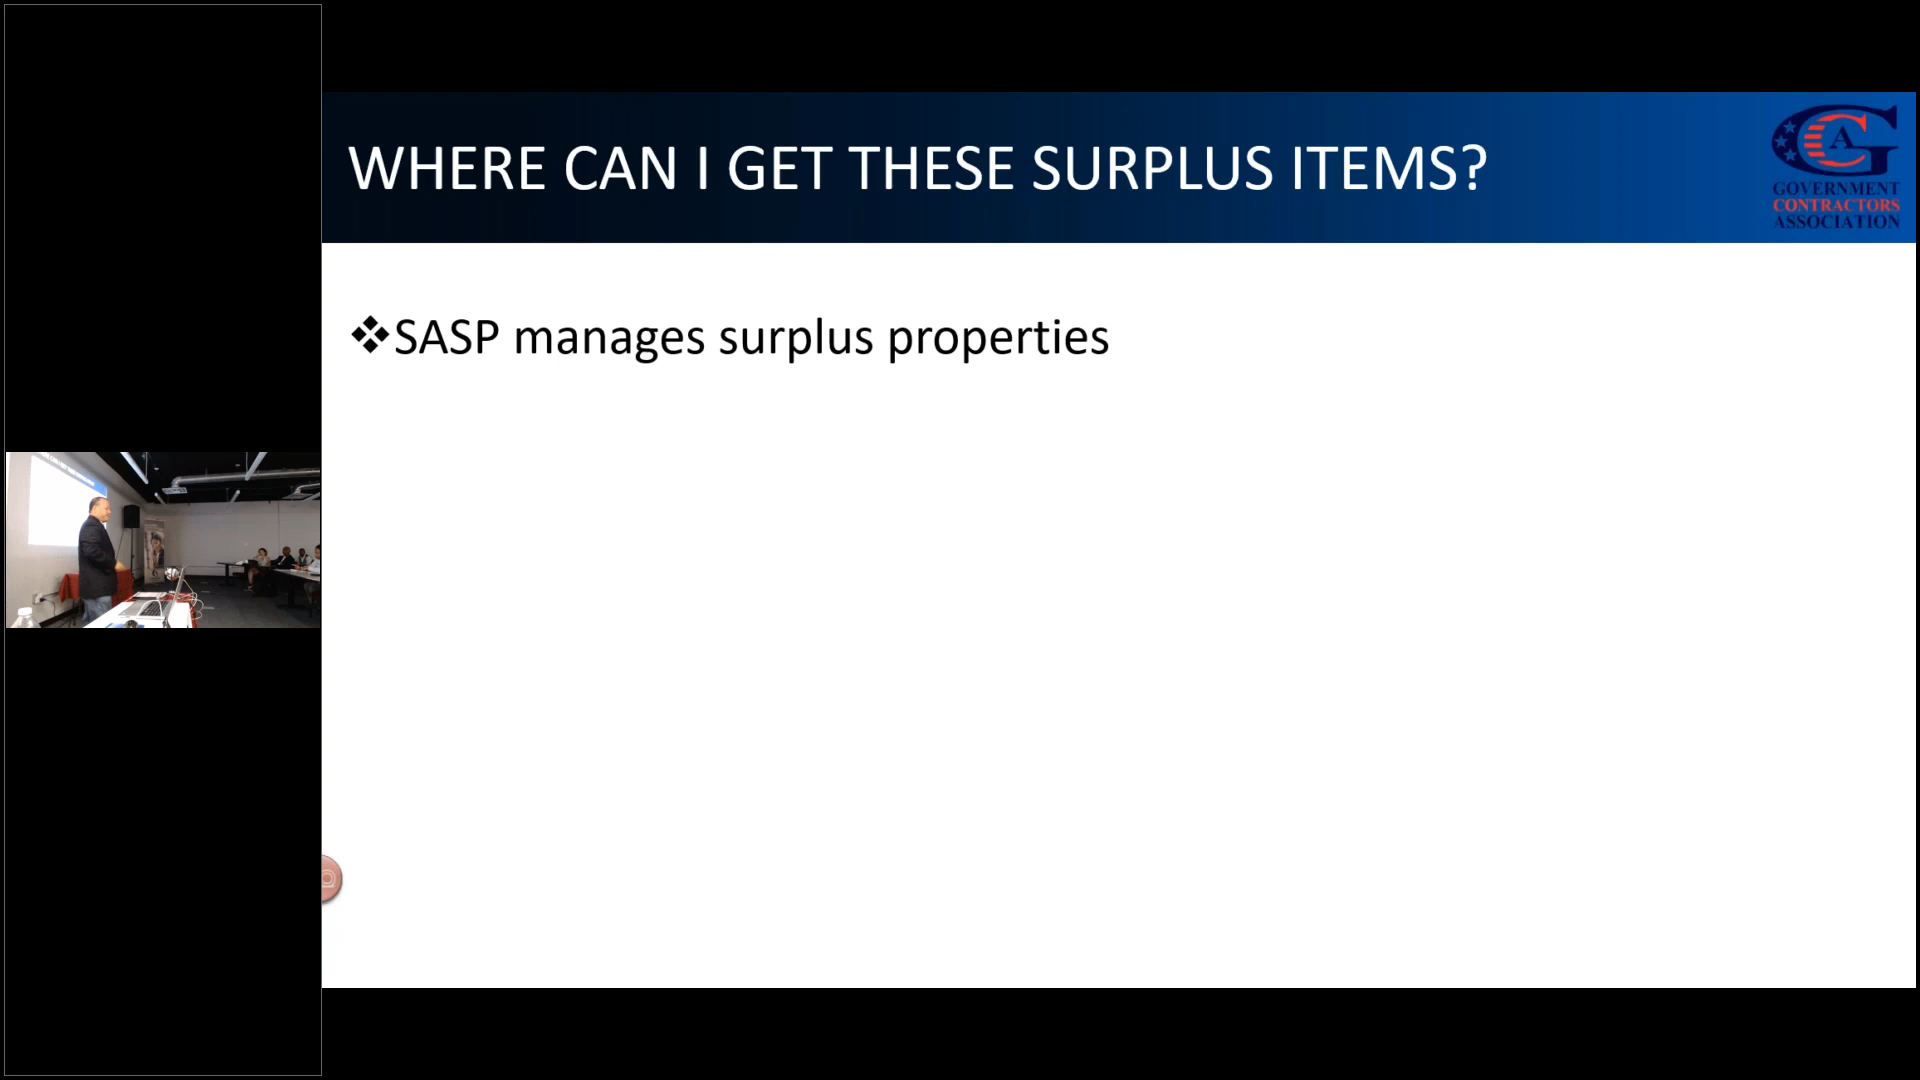 WHERE CAN I GET THESE SURPLUS ITEMS?
GOVERNMENT
CONTRACTORS
ASSOCIATION
❖SASP manages surplus properties